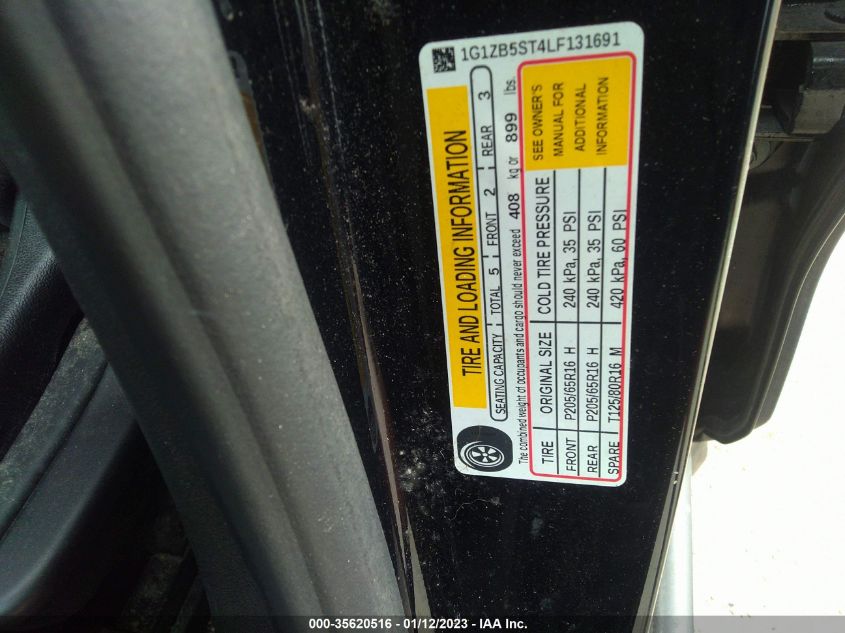 1G1ZB5ST4LF131691
TIRE AND LOADING INFORMATION
SEATING CAPACITY TOTAL 5 FRONT 2 REAR 3
The combined weight of occupants and cargo should never exceed 408 kg or 899 lbs.
TIRE ORIGINAL SIZE COLD TIRE PRESSURE
FRONT P205/65R16 H 240 kPa, 35 PSI
REAR P205/65R16 H 240 kPa, 35 PSI
SPARE T125/80R16 M 420 kPa, 60 PSI
SEE OWNER'S
MANUAL FOR
ADDITIONAL
INFORMATION
000-35620516 - 01/12/2023 - IAA Inc.